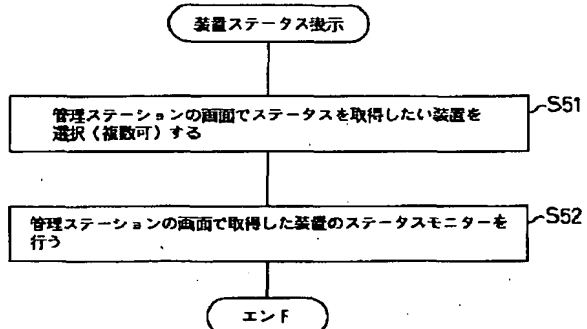 装置ステータス表示
管理ステーションの画面でステータスを取得したい装置を
選択(複数可)する
S51
管理ステーションの画面で取得した装置のステータスモニターを
行う
S52
エンド